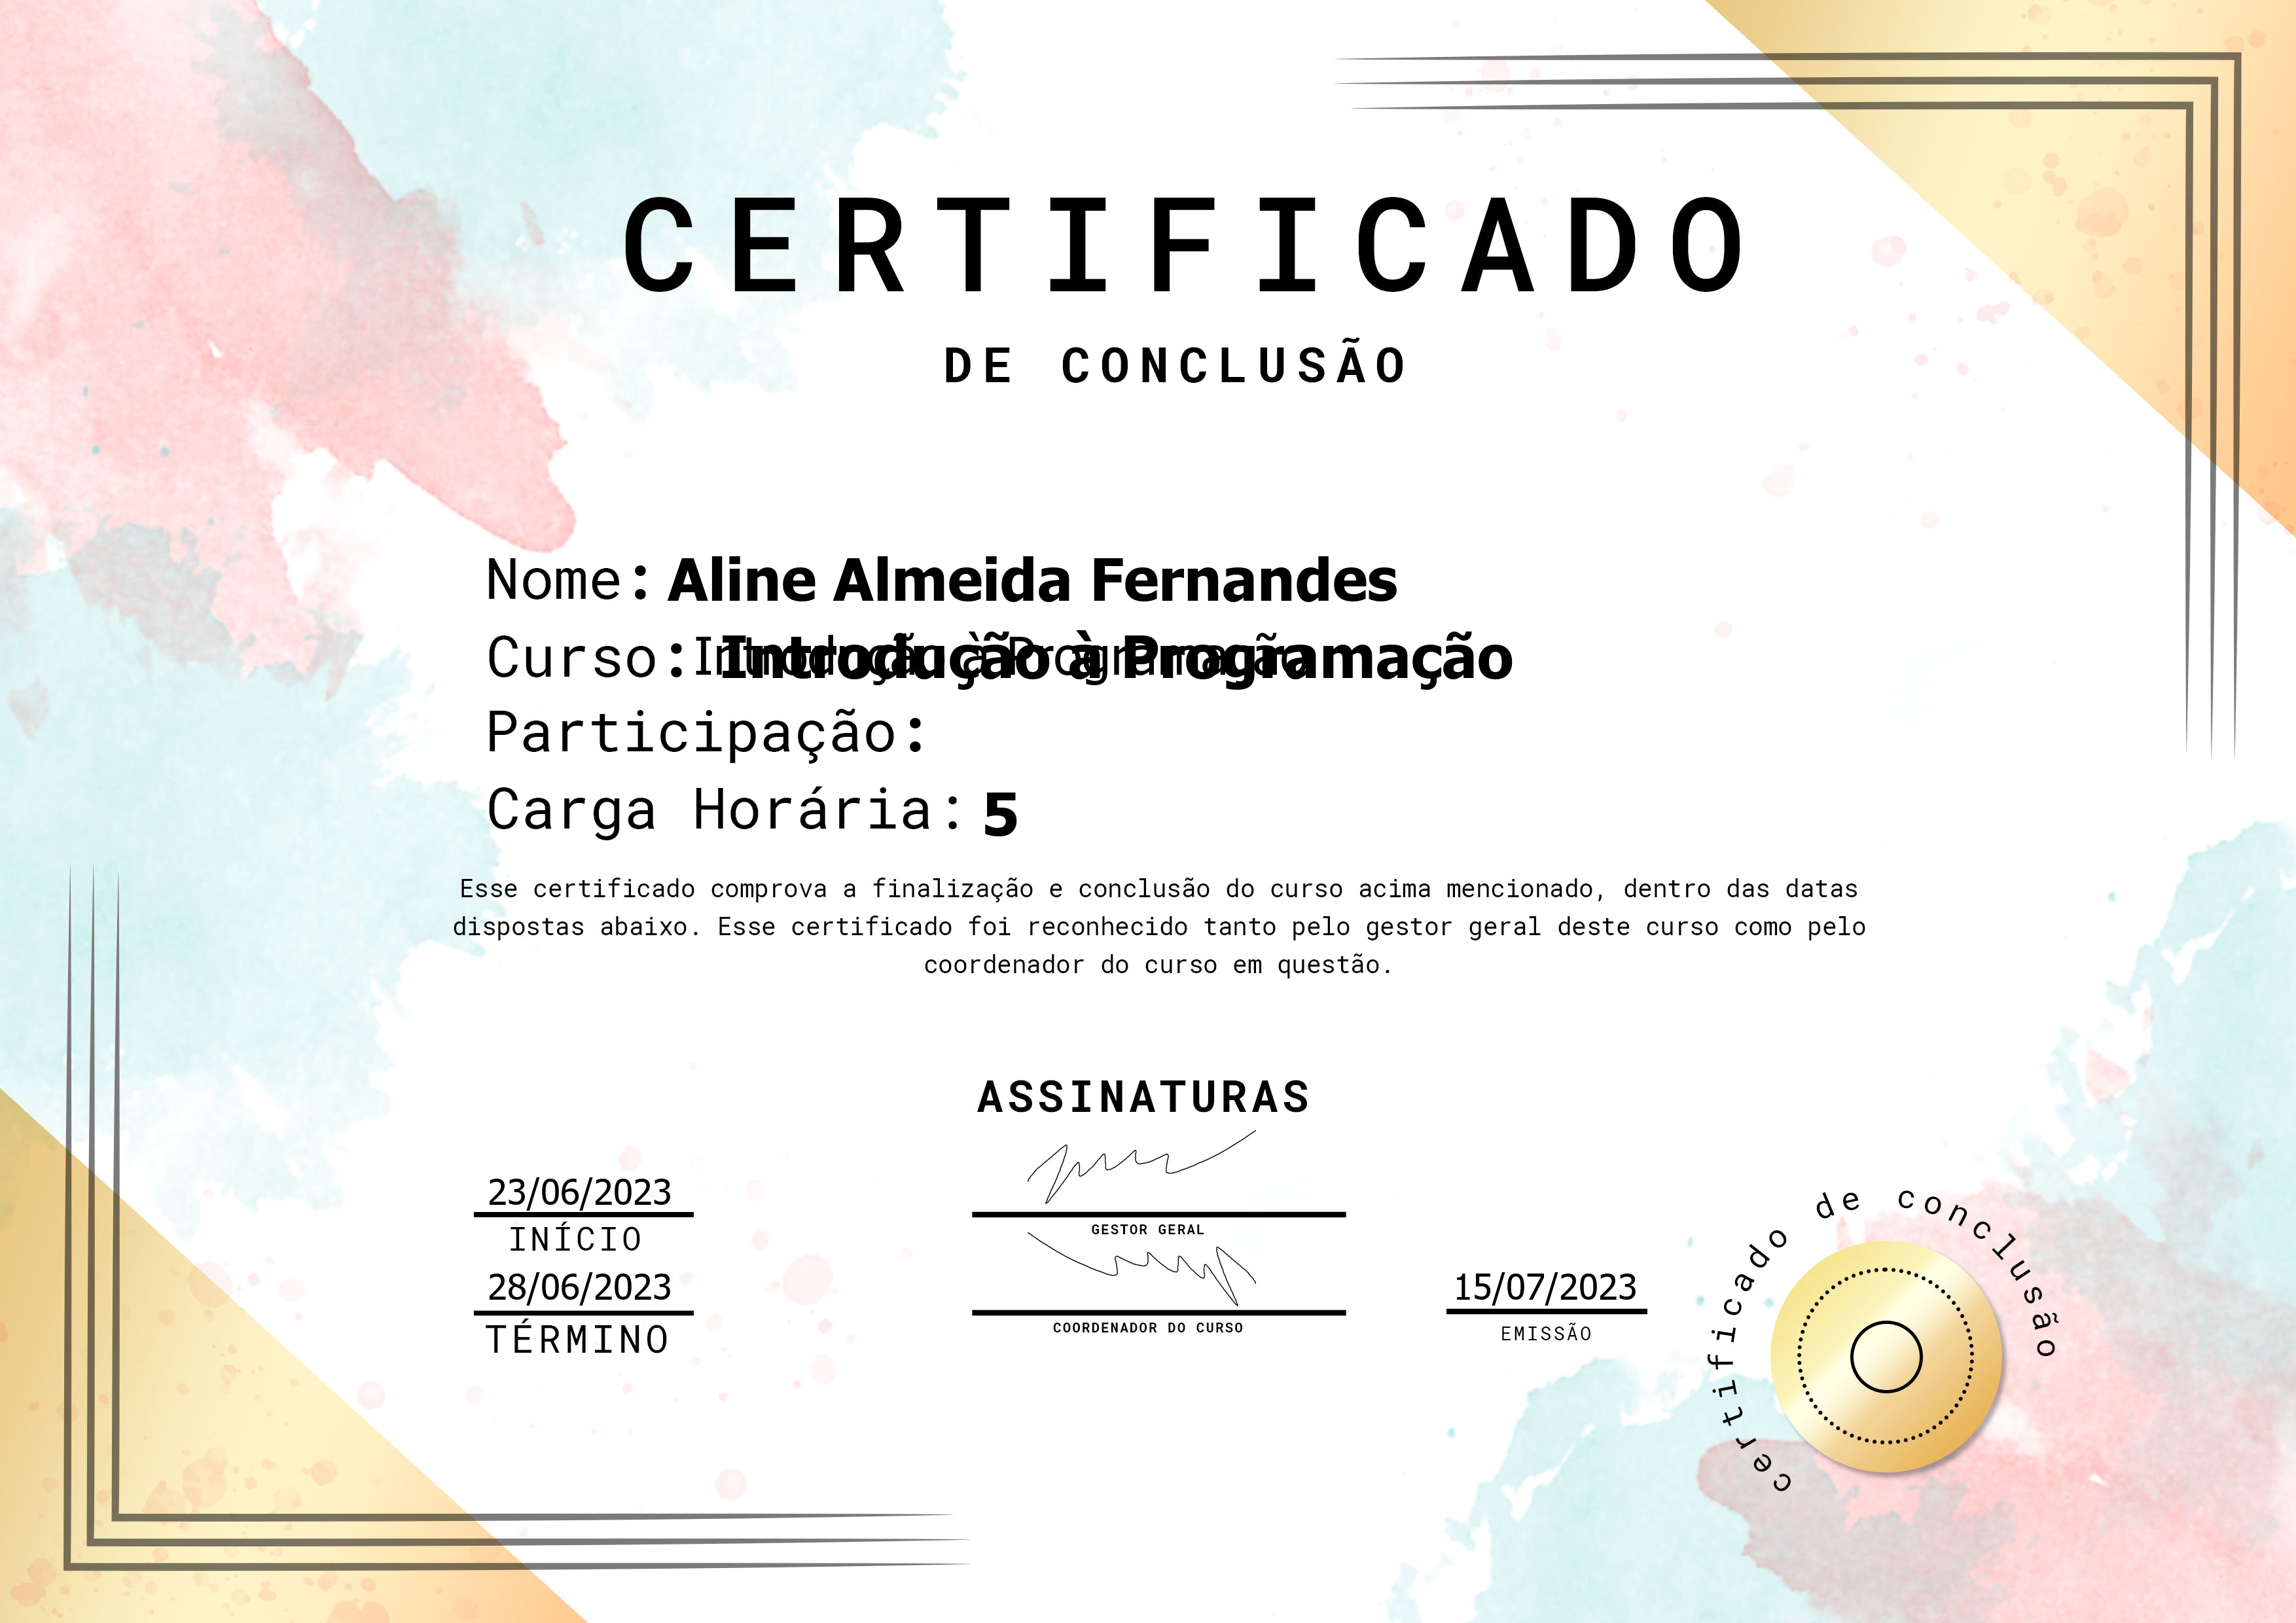 CERTIFICADO
DE CONCLUSÃO
Nome: Aline Almeida Fernandes
Curso: Introdução à Programação Introdução à Programação
Participação:
Carga Horária: 5
Esse certificado comprova a finalização e conclusão do curso acima mencionado, dentro das datas
dispostas abaixo. Esse certificado foi reconhecido tanto pelo gestor geral deste curso como pelo
coordenador do curso em questão.
ASSINATURAS
23/06/2023
INÍCIO
GESTOR GERAL
28/06/2023
TÉRMINO
COORDENADOR DO CURSO
15/07/2023
EMISSÃO
certificado de conclusão